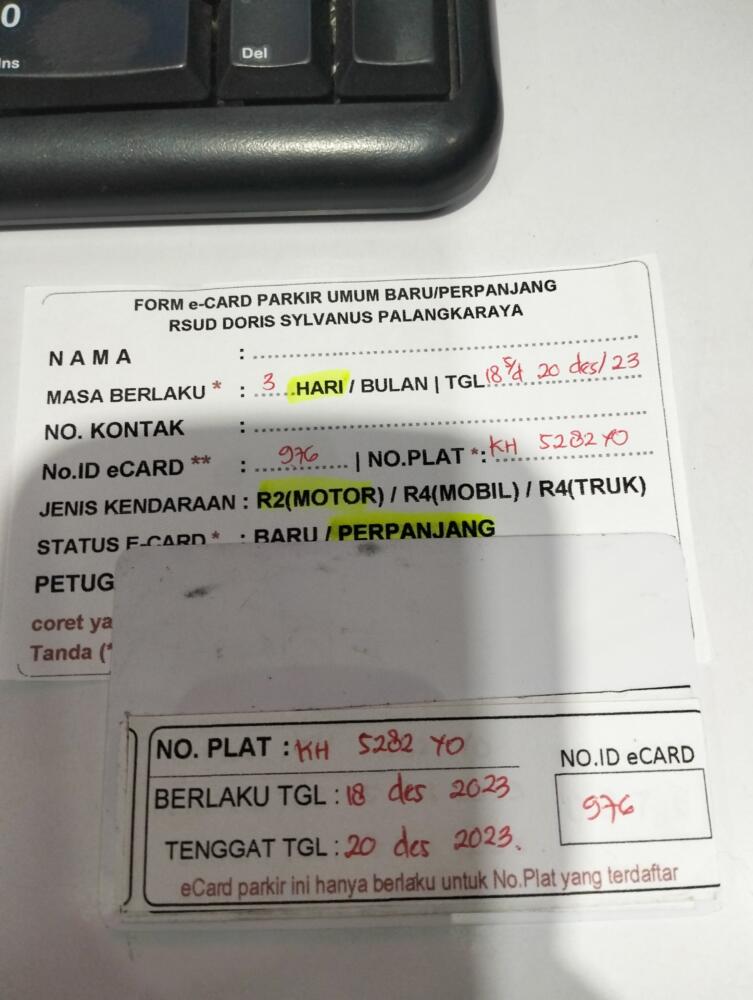 0
Ins
Del
FORM e-CARD PARKIR UMUM BARU/PERPANJANG
RSUD DORIS SYLVANUS PALANGKARAYA
NAMA : ....................
MASA BERLAKU * : 3 HARI / BULAN | TGL 18 s/d 20 des/23
NO. KONTAK : ....................
No.ID eCARD ** : 976 | NO.PLAT *: KH 5282 YO
JENIS KENDARAAN : R2(MOTOR) / R4(MOBIL) / R4(TRUK)
STATUS E-CARD * : BARU / PERPANJANG
PETUG
coret ya
Tanda (*
NO. PLAT : KH 5282 YO
NO.ID eCARD
BERLAKU TGL : 18 des 2023
976
TENGGAT TGL : 20 des 2023.
eCard parkir ini hanya berlaku untuk No.Plat yang terdaftar